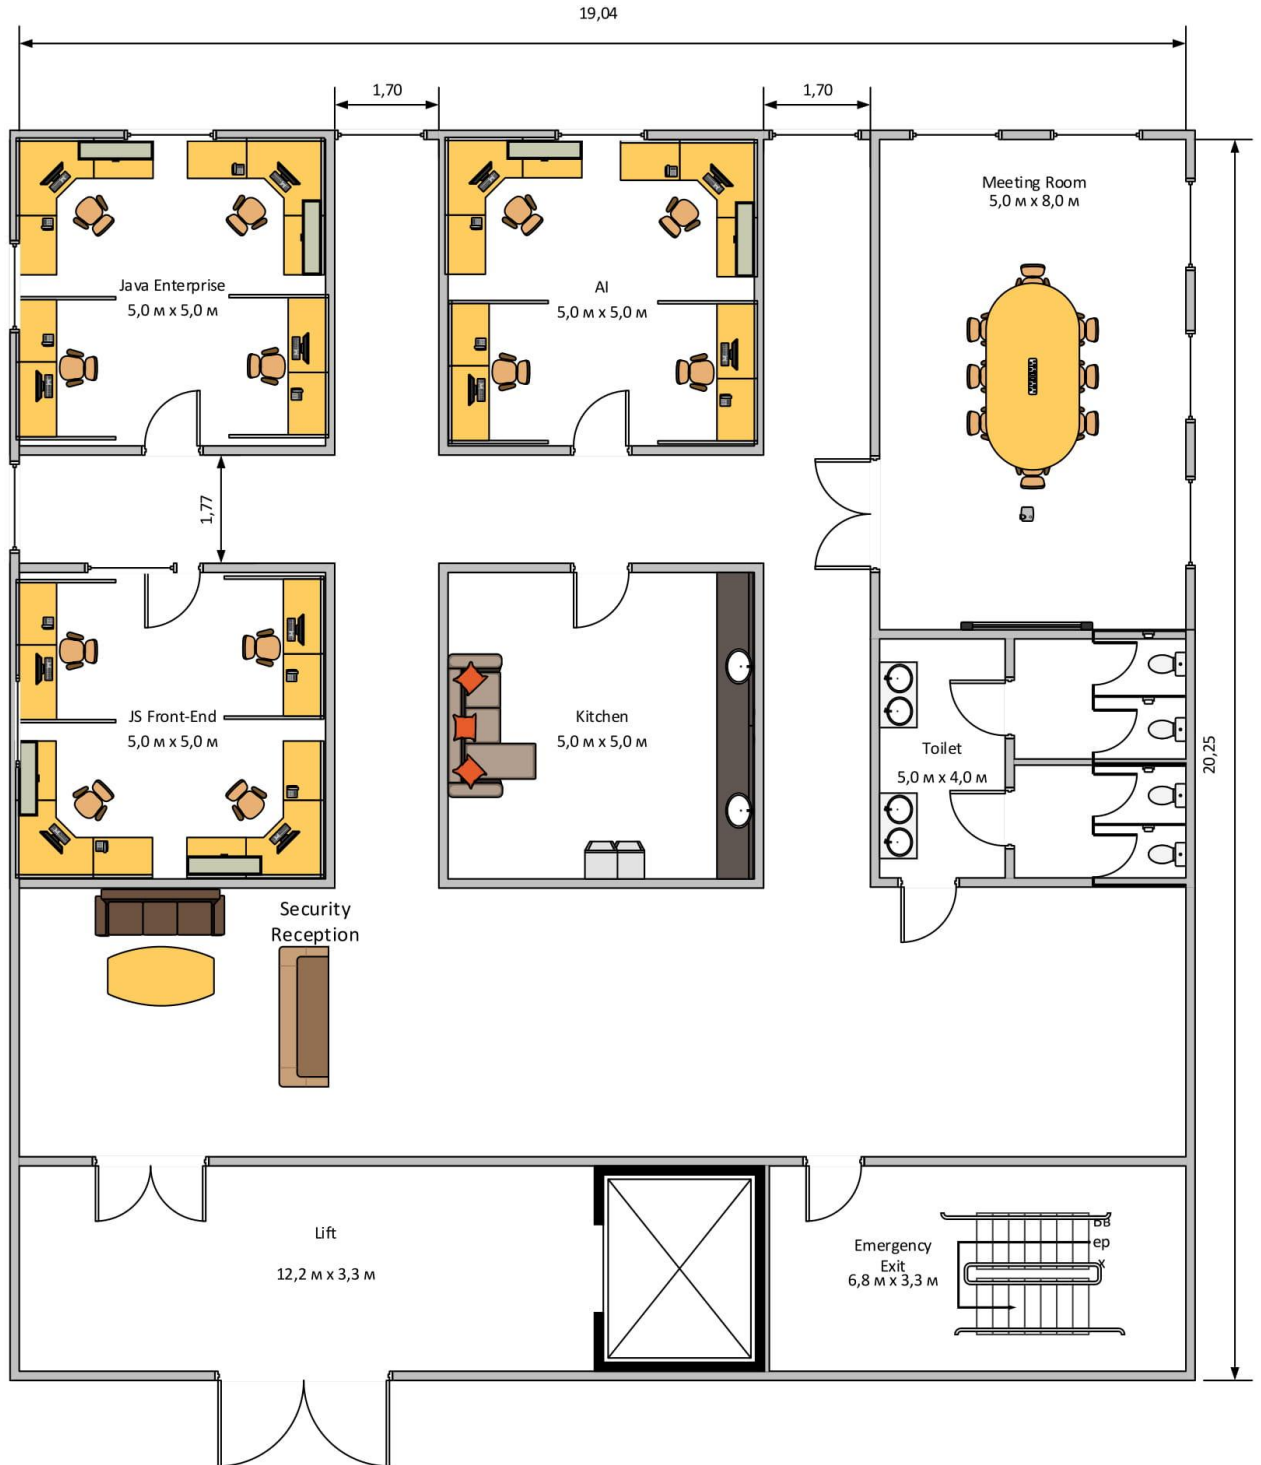 19,04
1,70
1,70
Meeting Room
5,0 м x 8,0 м
Java Enterprise
5,0 м x 5,0 м
AI
5,0 м x 5,0 м
1,77
JS Front-End
5,0 м x 5,0 м
Kitchen
5,0 м x 5,0 м
Toilet
5,0 м x 4,0 м
20,25
Security
Reception
Lift
12,2 м x 3,3 м
Emergency
Exit
6,8 м x 3,3 м
вв
ер
х